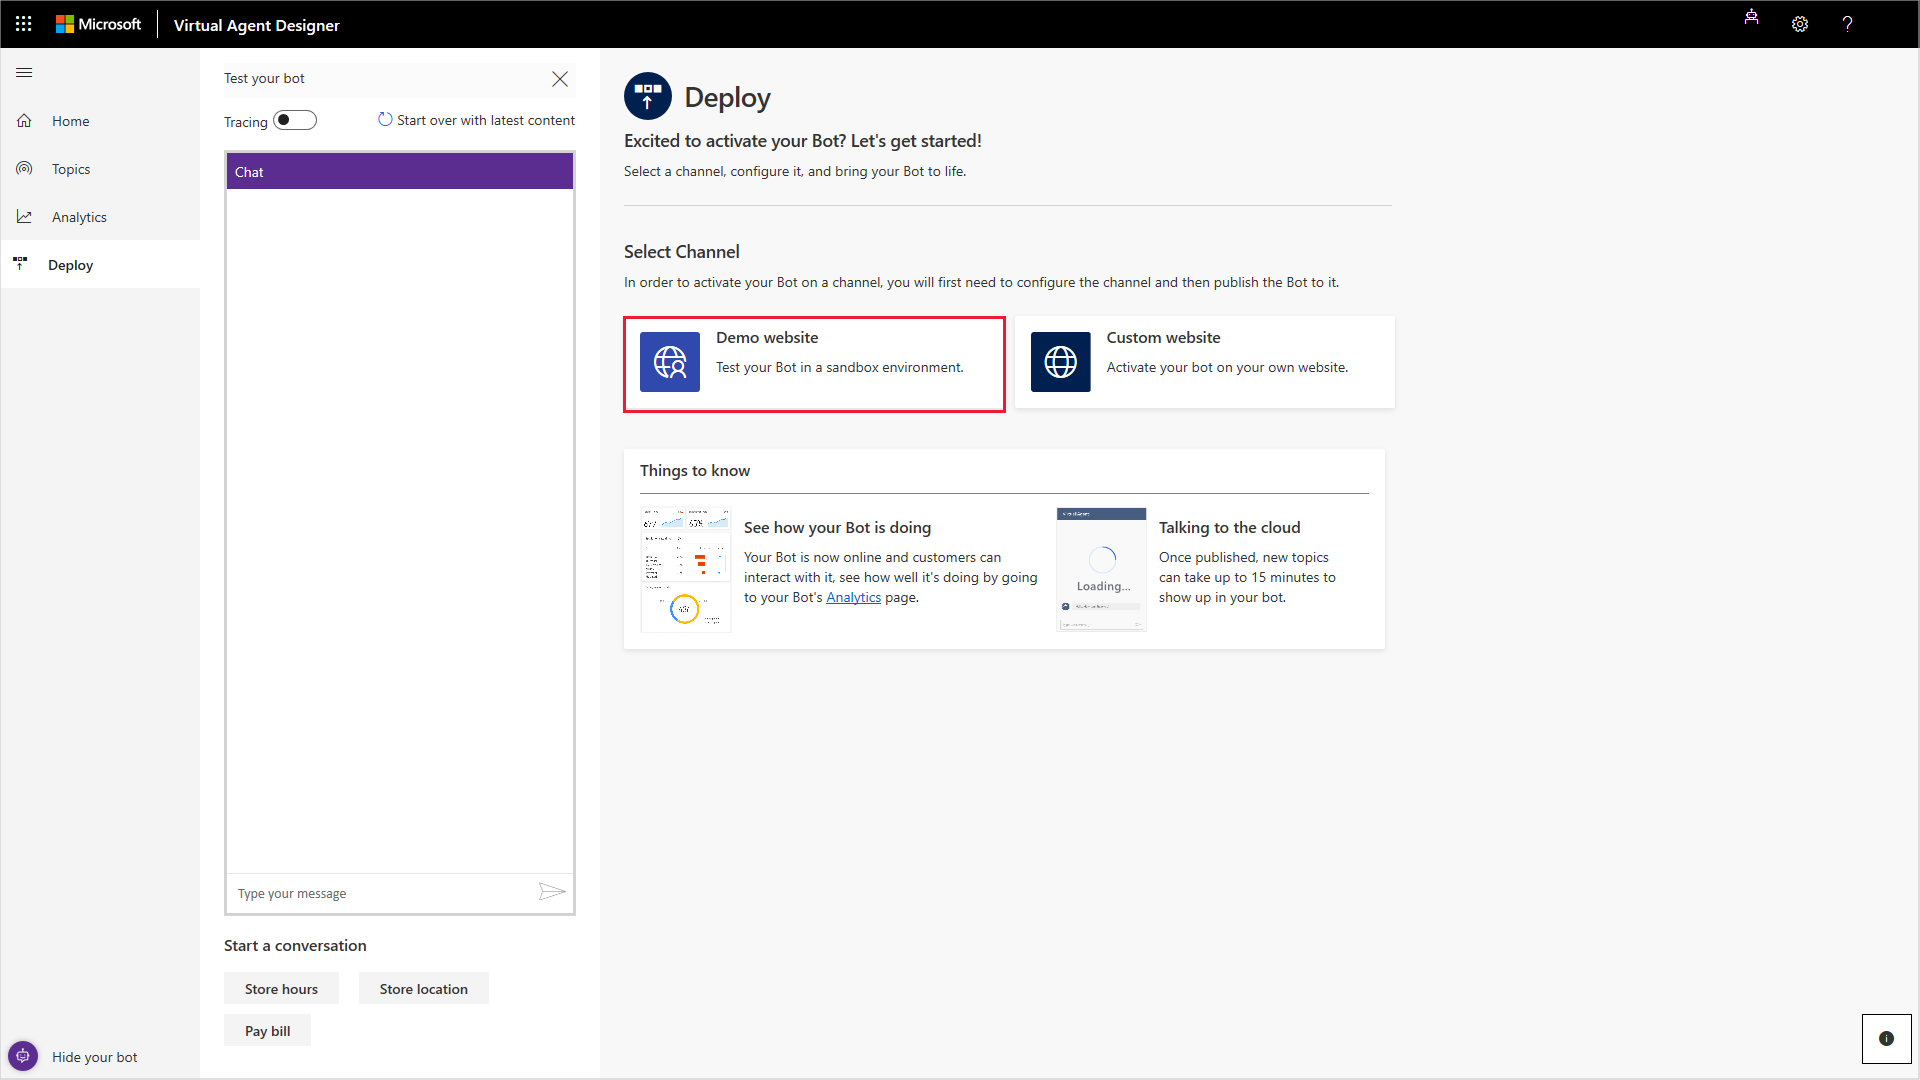 Microsoft
Virtual Agent Designer
Home
Topics
Analytics
Deploy
Hide your bot
Test your bot
Tracing
Start over with latest content
Chat
Type your message
Start a conversation
Store hours
Store location
Pay bill
Deploy
Excited to activate your Bot? Let's get started!
Select a channel, configure it, and bring your Bot to life.
Select Channel
In order to activate your Bot on a channel, you will first need to configure the channel and then publish the Bot to it.
Demo website
Test your Bot in a sandbox environment.
Custom website
Activate your bot on your own website.
Things to know
See how your Bot is doing
Your Bot is now online and customers can
interact with it, see how well it's doing by going
to your Bot's Analytics page.
Loading...
Talking to the cloud
Once published, new topics
can take up to 15 minutes to
show up in your bot.